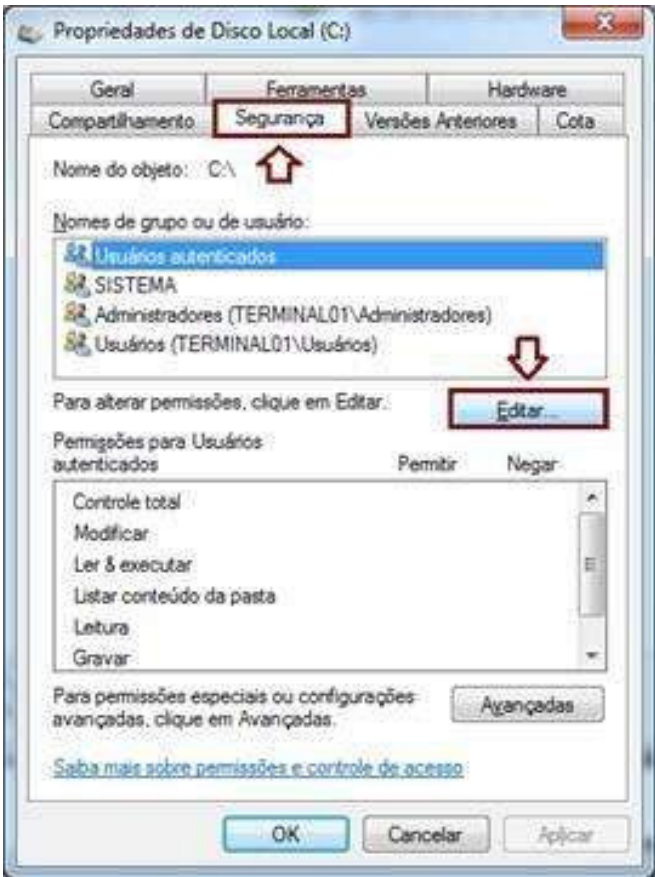 Propriedades de Disco Local (C:)
Geral Ferramentas Hardware
Compartilhamento Segurança Versões Anteriores Cota
Nome do objeto: C:\
Nomes de grupo ou de usuário:
Usuários autenticados
SISTEMA
Administradores (TERMINAL01\Administradores)
Usuários (TERMINAL01\Usuários)
Para alterar permissões, clique em Editar.
Editar...
Permissões para Usuários
autenticados Permitir Negar
Controle total
Modificar
Ler & executar
Listar conteúdo da pasta
Leitura
Gravar
Para permissões especiais ou configurações
avançadas, clique em Avançadas.
Avançadas
Saiba mais sobre permissões e controle de acesso
OK Cancelar Aplicar